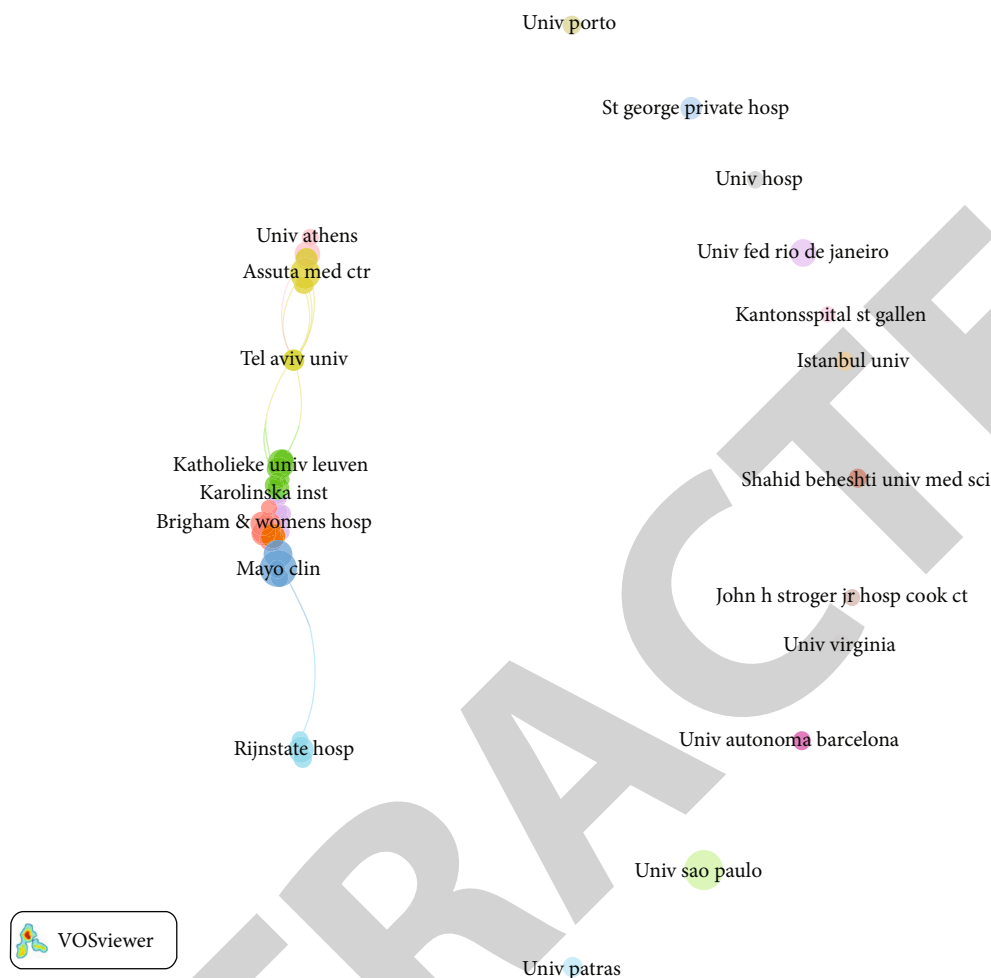 Univ porto
St george private hosp
Univ hosp
Univ athens
Univ fed rio de janeiro
Assuta med ctr
Kantonsspital st gallen
Tel aviv univ
Istanbul univ
Katholieke univ leuven
Shahid beheshti univ med sci
Karolinska inst
Brigham & womens hosp
Mayo clin
John h stroger jr hosp cook ct
Univ virginia
Univ autonoma barcelona
Rijnstate hosp
Univ sao paulo
VOSviewer
Univ patras
TRACTE